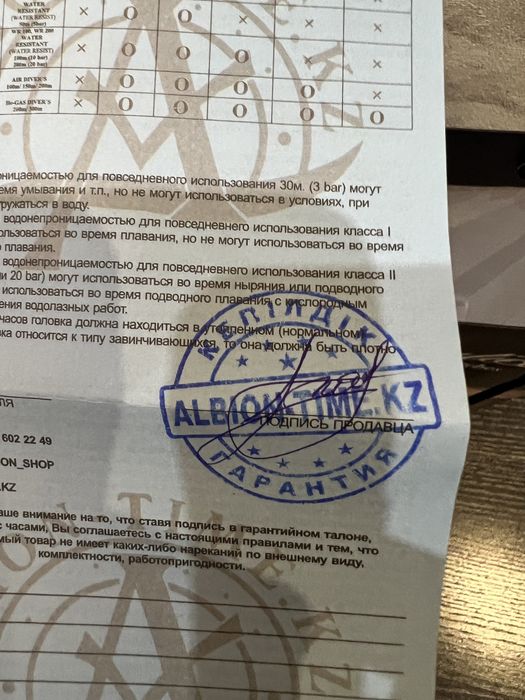 WATER
RESISTANT
(WATER RESIST)
50m (5bar)
× O O × × ×
WR 100, WR 200
WATER
RESISTANT
(WATER RESIST)
100m (10 bar)
200m (20 bar)
× O O O × ×
AIR DIVER'S
100m/ 150m/ 200m
× O O O O ×
He-GAS DIVER'S
200m/ 300m
× O O O O O
ницаемостью для повседневного использования 30м. (3 bar) могут
емя умывания и т.п., но не могут использоваться в условиях, при
ружаться в воду.
водонепроницаемостью для повседневного использования класса I
ользоваться во время плавания, но не могут использоваться во время
плавания.
водонепроницаемостью для повседневного использования класса II
и 20 bar) могут использоваться во время ныряния или подводного
использоваться во время подводного плавания с кислородным
ения водолазных работ.
часов головка должна находиться в утопленном (нормальном)
ка относится к типу завинчивающихся, то она должна быть плотно
КЕПІЛДІК
ALBIONTIME.KZ
ГАРАНТИЯ
ПОДПИСЬ ПРОДАВЦА
ЛЯ
602 22 49
ON_SHOP
.KZ
аше внимание на то, что ставя подпись в гарантийном талоне,
с часами, Вы соглашаетесь с настоящими правилами и тем, что
мый товар не имеет каких-либо нареканий по внешнему виду,
комплектности, работопригодности.